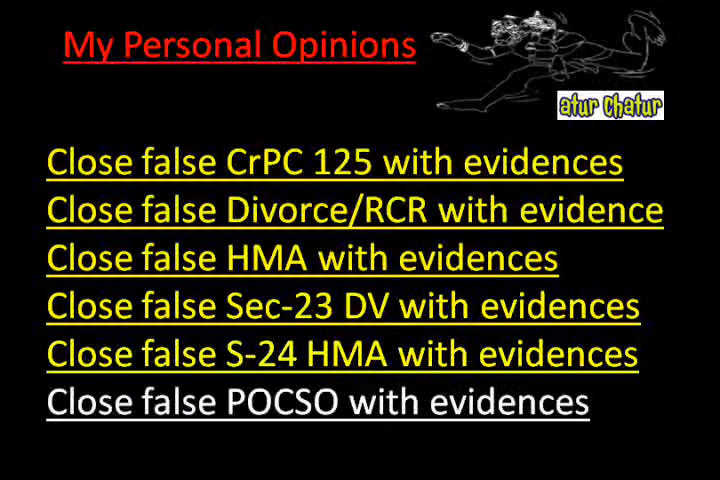 My Personal Opinions
atur Chatur
Close false CrPC 125 with evidences
Close false Divorce/RCR with evidence
Close false HMA with evidences
Close false Sec-23 DV with evidences
Close false S-24 HMA with evidences
Close false POCSO with evidences